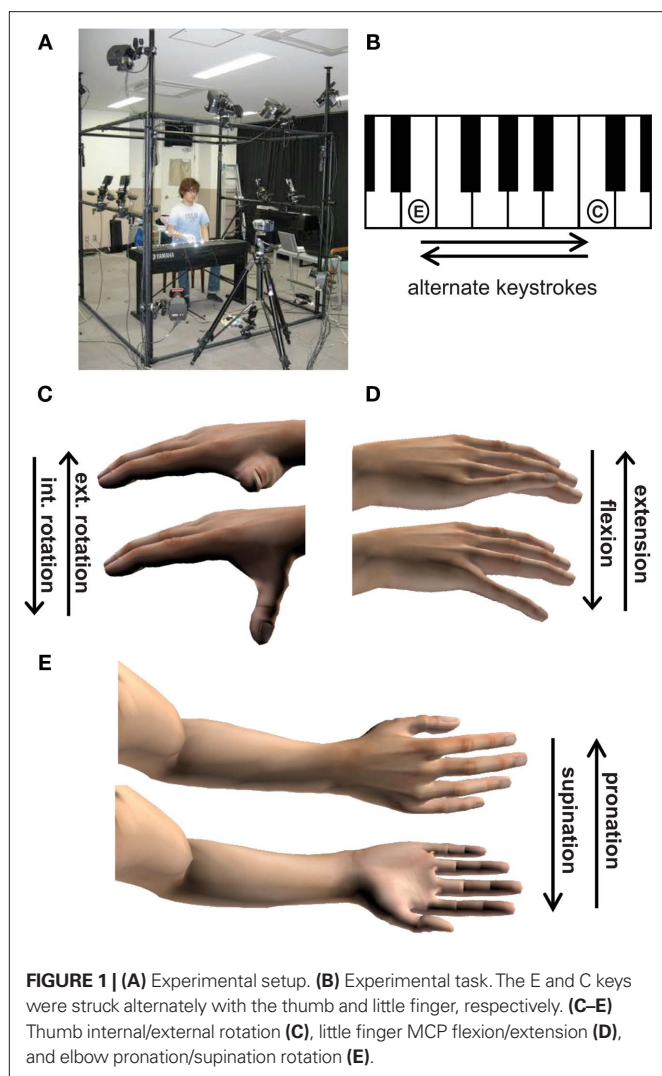 A
B
YAMAHA
E
C
alternate keystrokes
C
D
ext. rotation
int. rotation
extension
flexion
E
pronation
supination
FIGURE 1 | (A) Experimental setup. (B) Experimental task. The E and C keys
were struck alternately with the thumb and little finger, respectively. (C–E)
Thumb internal/external rotation (C), little finger MCP flexion/extension (D),
and elbow pronation/supination rotation (E).